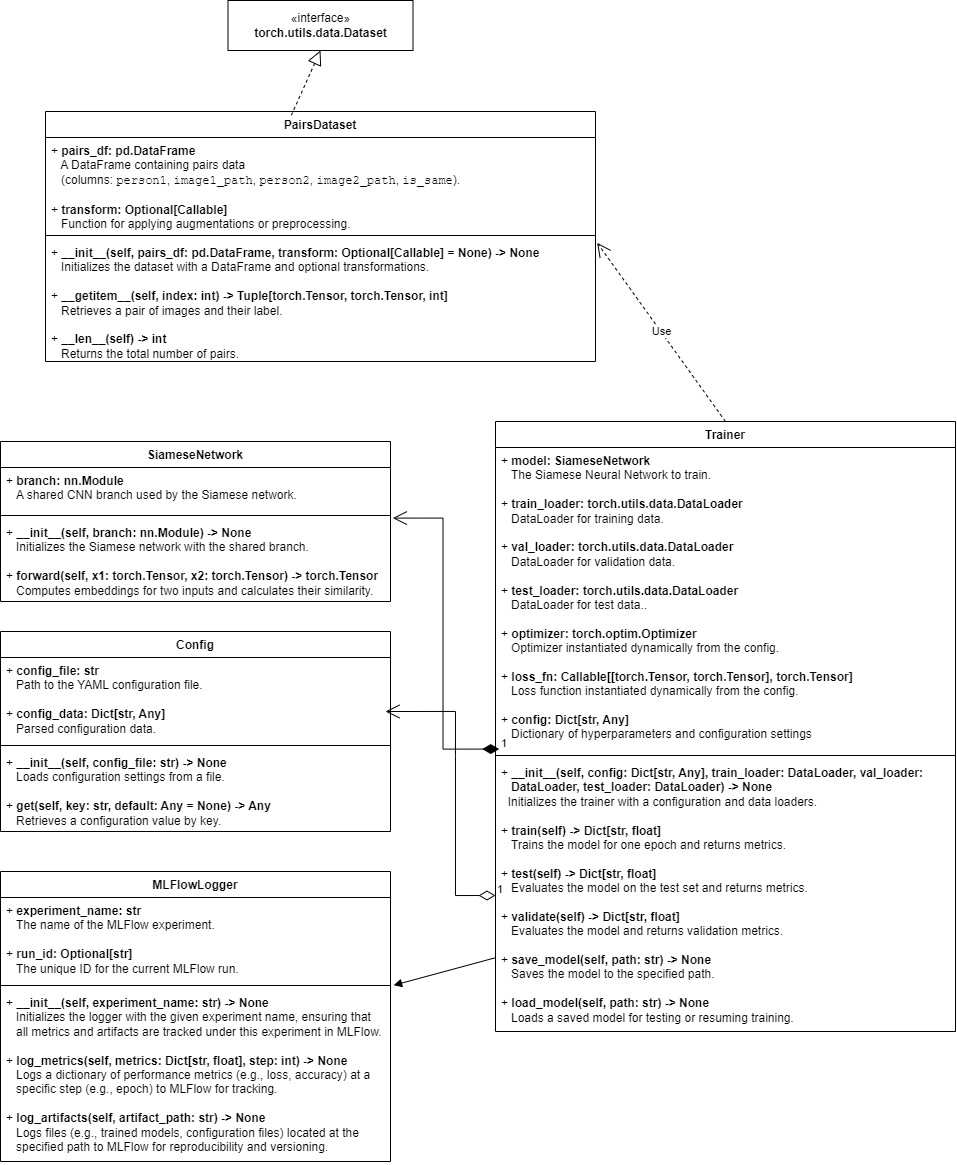 «interface»
torch.utils.data.Dataset
PairsDataset
+ pairs_df: pd.DataFrame
A DataFrame containing pairs data
(columns: person1, image1_path, person2, image2_path, is_same).
+ transform: Optional[Callable]
Function for applying augmentations or preprocessing.
+ __init__(self, pairs_df: pd.DataFrame, transform: Optional[Callable] = None) -> None
Initializes the dataset with a DataFrame and optional transformations.
+ __getitem__(self, index: int) -> Tuple[torch.Tensor, torch.Tensor, int]
Retrieves a pair of images and their label.
+ __len__(self) -> int
Returns the total number of pairs.
Use
SiameseNetwork
+ branch: nn.Module
A shared CNN branch used by the Siamese network.
+ __init__(self, branch: nn.Module) -> None
Initializes the Siamese network with the shared branch.
+ forward(self, x1: torch.Tensor, x2: torch.Tensor) -> torch.Tensor
Computes embeddings for two inputs and calculates their similarity.
Config
+ config_file: str
Path to the YAML configuration file.
+ config_data: Dict[str, Any]
Parsed configuration data.
+ __init__(self, config_file: str) -> None
Loads configuration settings from a file.
+ get(self, key: str, default: Any = None) -> Any
Retrieves a configuration value by key.
MLFlowLogger
+ experiment_name: str
The name of the MLFlow experiment.
+ run_id: Optional[str]
The unique ID for the current MLFlow run.
+ __init__(self, experiment_name: str) -> None
Initializes the logger with the given experiment name, ensuring that
all metrics and artifacts are tracked under this experiment in MLFlow.
+ log_metrics(self, metrics: Dict[str, float], step: int) -> None
Logs a dictionary of performance metrics (e.g., loss, accuracy) at a
specific step (e.g., epoch) to MLFlow for tracking.
+ log_artifacts(self, artifact_path: str) -> None
Logs files (e.g., trained models, configuration files) located at the
specified path to MLFlow for reproducibility and versioning.
Trainer
+ model: SiameseNetwork
The Siamese Neural Network to train.
+ train_loader: torch.utils.data.DataLoader
DataLoader for training data.
+ val_loader: torch.utils.data.DataLoader
DataLoader for validation data.
+ test_loader: torch.utils.data.DataLoader
DataLoader for test data..
+ optimizer: torch.optim.Optimizer
Optimizer instantiated dynamically from the config.
+ loss_fn: Callable[[torch.Tensor, torch.Tensor], torch.Tensor]
Loss function instantiated dynamically from the config.
+ config: Dict[str, Any]
Dictionary of hyperparameters and configuration settings
1
+ __init__(self, config: Dict[str, Any], train_loader: DataLoader, val_loader:
DataLoader, test_loader: DataLoader) -> None
Initializes the trainer with a configuration and data loaders.
+ train(self) -> Dict[str, float]
Trains the model for one epoch and returns metrics.
+ test(self) -> Dict[str, float]
1
Evaluates the model on the test set and returns metrics.
+ validate(self) -> Dict[str, float]
Evaluates the model and returns validation metrics.
+ save_model(self, path: str) -> None
Saves the model to the specified path.
+ load_model(self, path: str) -> None
Loads a saved model for testing or resuming training.